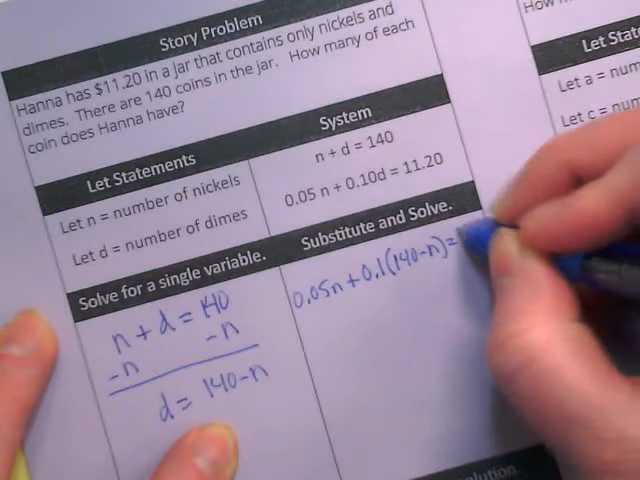 Story Problem
Hanna has $11.20 in a jar that contains only nickels and
dimes. There are 140 coins in the jar. How many of each
coin does Hanna have?
Let Statements
System
Let n = number of nickels
Let d = number of dimes
n + d = 140
0.05 n + 0.10d = 11.20
Solve for a single variable.
Substitute and Solve.
n + d = 140
-n -n
d = 140-n
0.05n + 0.1(140-n)=
Let a =
Let c =